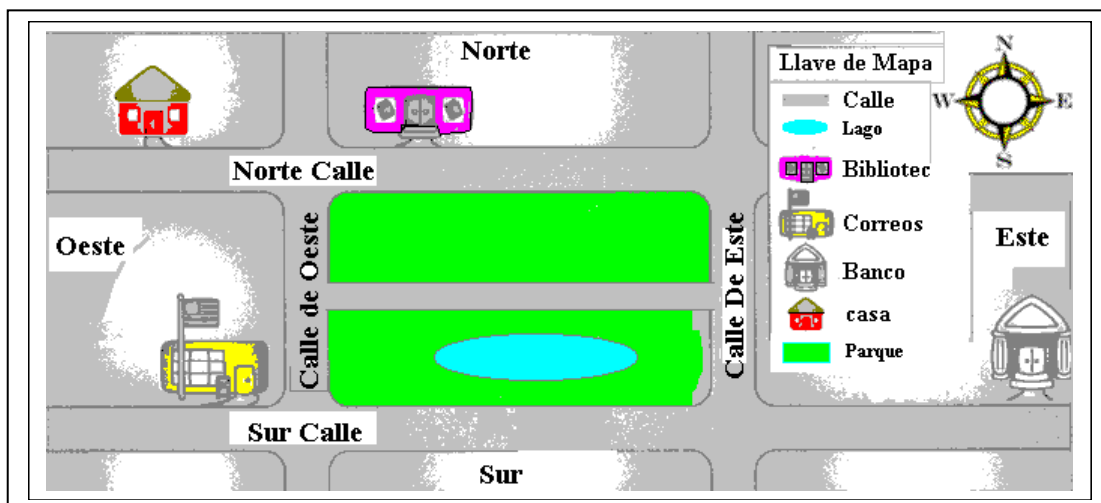 Norte
Llave de Mapa
N
W
E
S
Calle
Lago
Bibliotec
Correos
Banco
casa
Parque
Norte Calle
Oeste
Calle de Oeste
Calle De Este
Este
Sur Calle
Sur